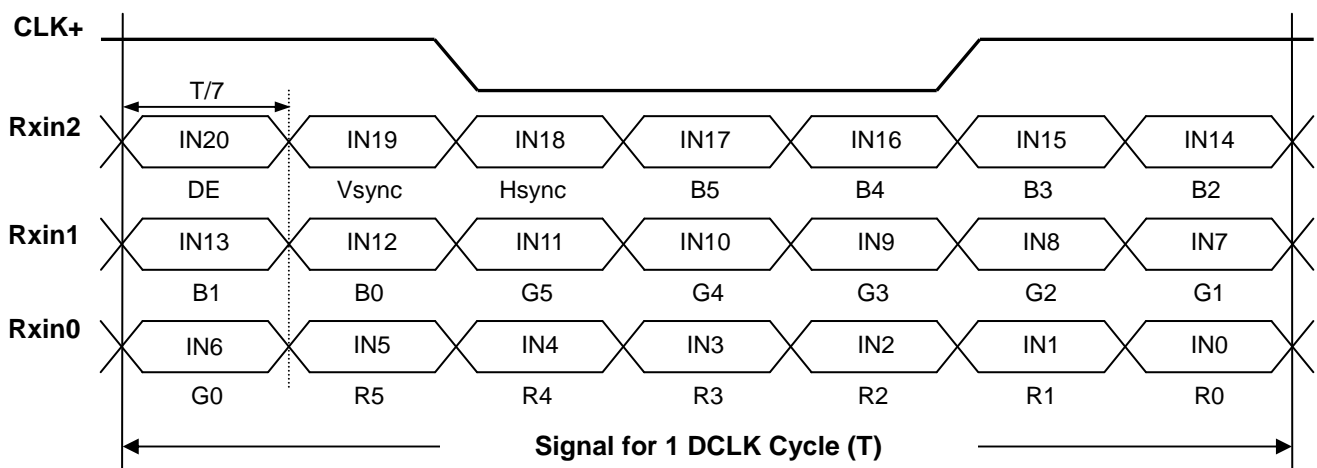 CLK+
T/7
Rxin2 IN20 IN19 IN18 IN17 IN16 IN15 IN14
DE Vsync Hsync B5 B4 B3 B2
Rxin1 IN13 IN12 IN11 IN10 IN9 IN8 IN7
B1 B0 G5 G4 G3 G2 G1
Rxin0 IN6 IN5 IN4 IN3 IN2 IN1 IN0
G0 R5 R4 R3 R2 R1 R0
Signal for 1 DCLK Cycle (T)